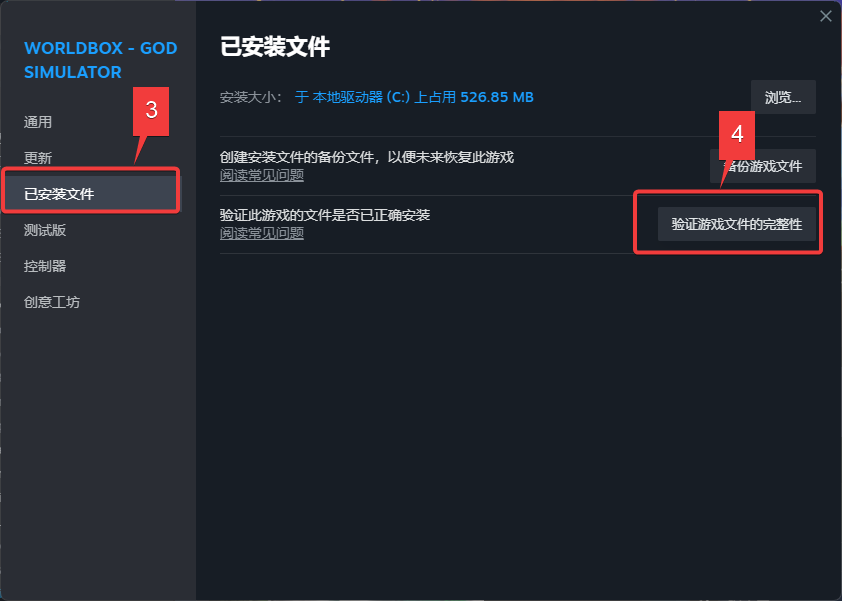 WORLDBOX - GOD
SIMULATOR
通用
更新
已安装文件
测试版
控制器
创意工坊
3
已安装文件
安装大小： 于 本地驱动器 (C:) 上占用 526.85 MB
浏览...
创建安装文件的备份文件，以便未来恢复此游戏
阅读常见问题
备份游戏文件
4
验证此游戏的文件是否已正确安装
阅读常见问题
验证游戏文件的完整性